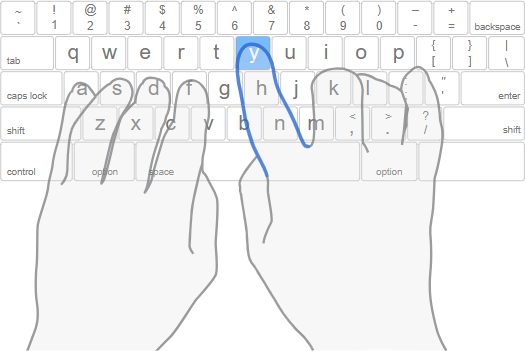 ~ ! @ # $ % ^ & * ( ) – +
` 1 2 3 4 5 6 7 8 9 0 - = backspace
tab q w e r t y u i o p { [ } ] | \
caps lock a s d f g h j k l : " ' enter
shift z x c v b n m < , > . ? / shift
control option space option